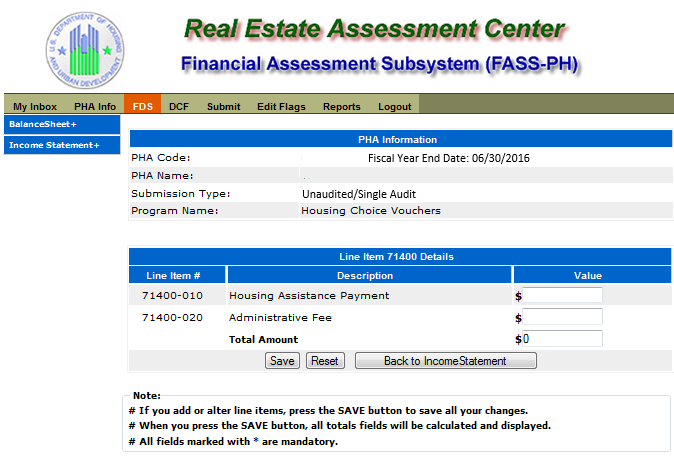 U.S. DEPARTMENT OF HOUSING AND URBAN DEVELOPMENT
Real Estate Assessment Center
Financial Assessment Subsystem (FASS-PH)
My Inbox PHA Info FDS DCF Submit Edit Flags Reports Logout
BalanceSheet+
Income Statement+
PHA Information
PHA Code: Fiscal Year End Date: 06/30/2016
PHA Name: ..
Submission Type: Unaudited/Single Audit
Program Name: Housing Choice Vouchers
Line Item 71400 Details
Line Item # Description Value
71400-010 Housing Assistance Payment $
71400-020 Administrative Fee $
Total Amount $0
Save Reset Back to IncomeStatement
Note:
# If you add or alter line items, press the SAVE button to save all your changes.
# When you press the SAVE button, all totals fields will be calculated and displayed.
# All fields marked with * are mandatory.